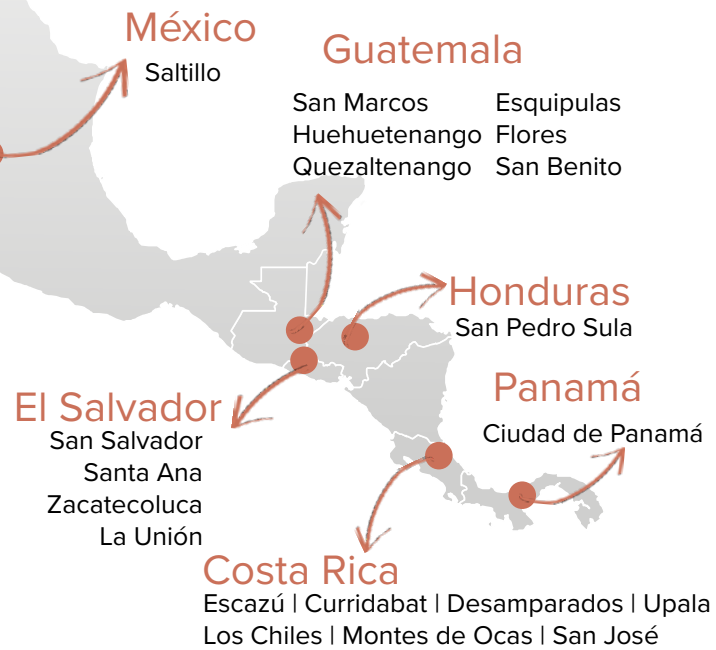 México
Saltillo
Guatemala
San Marcos Esquipulas
Huehuetenango Flores
Quezaltenango San Benito
Honduras
San Pedro Sula
Panamá
Ciudad de Panamá
El Salvador
San Salvador
Santa Ana
Zacatecoluca
La Unión
Costa Rica
Escazú | Curridabat | Desamparados | Upala
Los Chiles | Montes de Ocas | San José